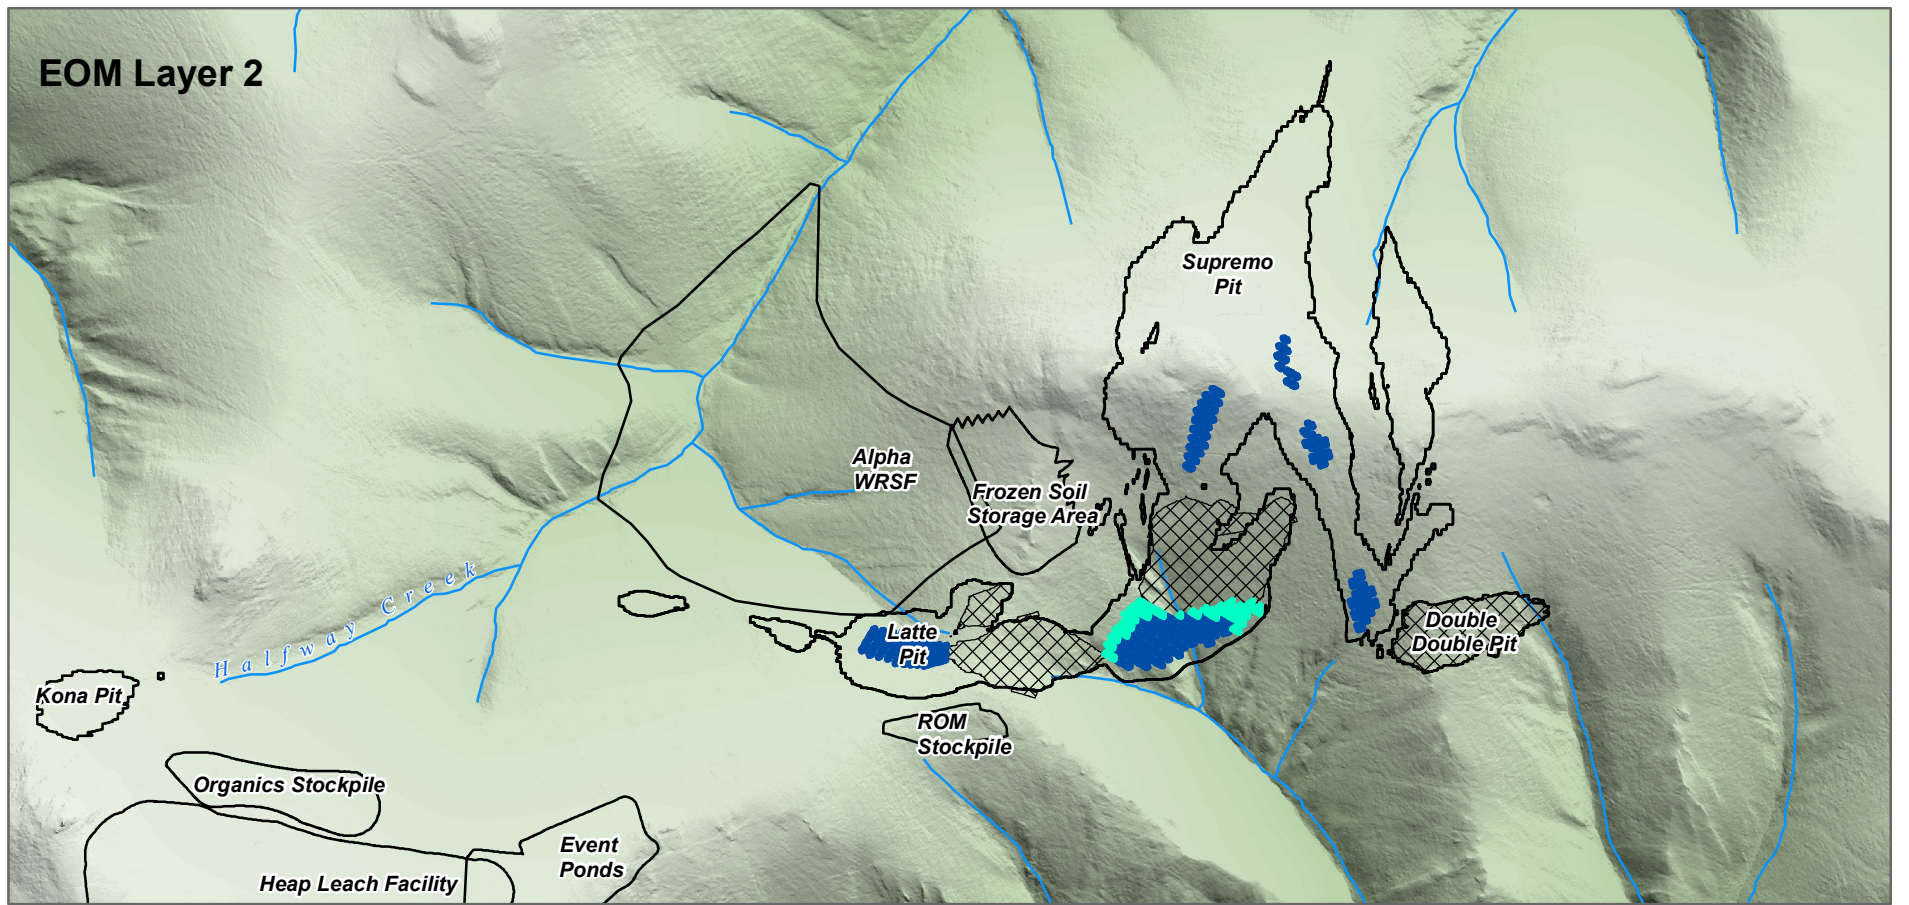 EOM Layer 2
Supremo
Pit
Alpha
WRSF
Frozen Soil
Storage Area
Halfway Creek
Latte
Pit
Double
Double Pit
Kona Pit
ROM
Stockpile
Organics Stockpile
Event
Ponds
Heap Leach Facility